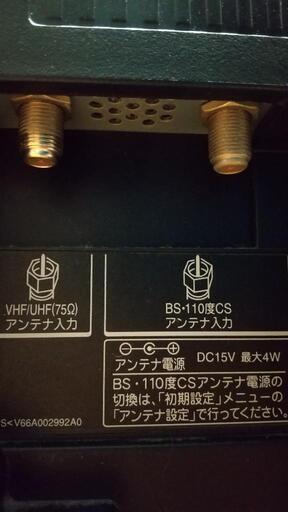 VHF/UHF(75Ω)
アンテナ入力
BS・110度CS
アンテナ入力
アンテナ電源 DC15V 最大4W
BS・110度CSアンテナ電源の
切換は、「初期設定」メニューの
「アンテナ設定」で行ってください。
S<V66A002992A0